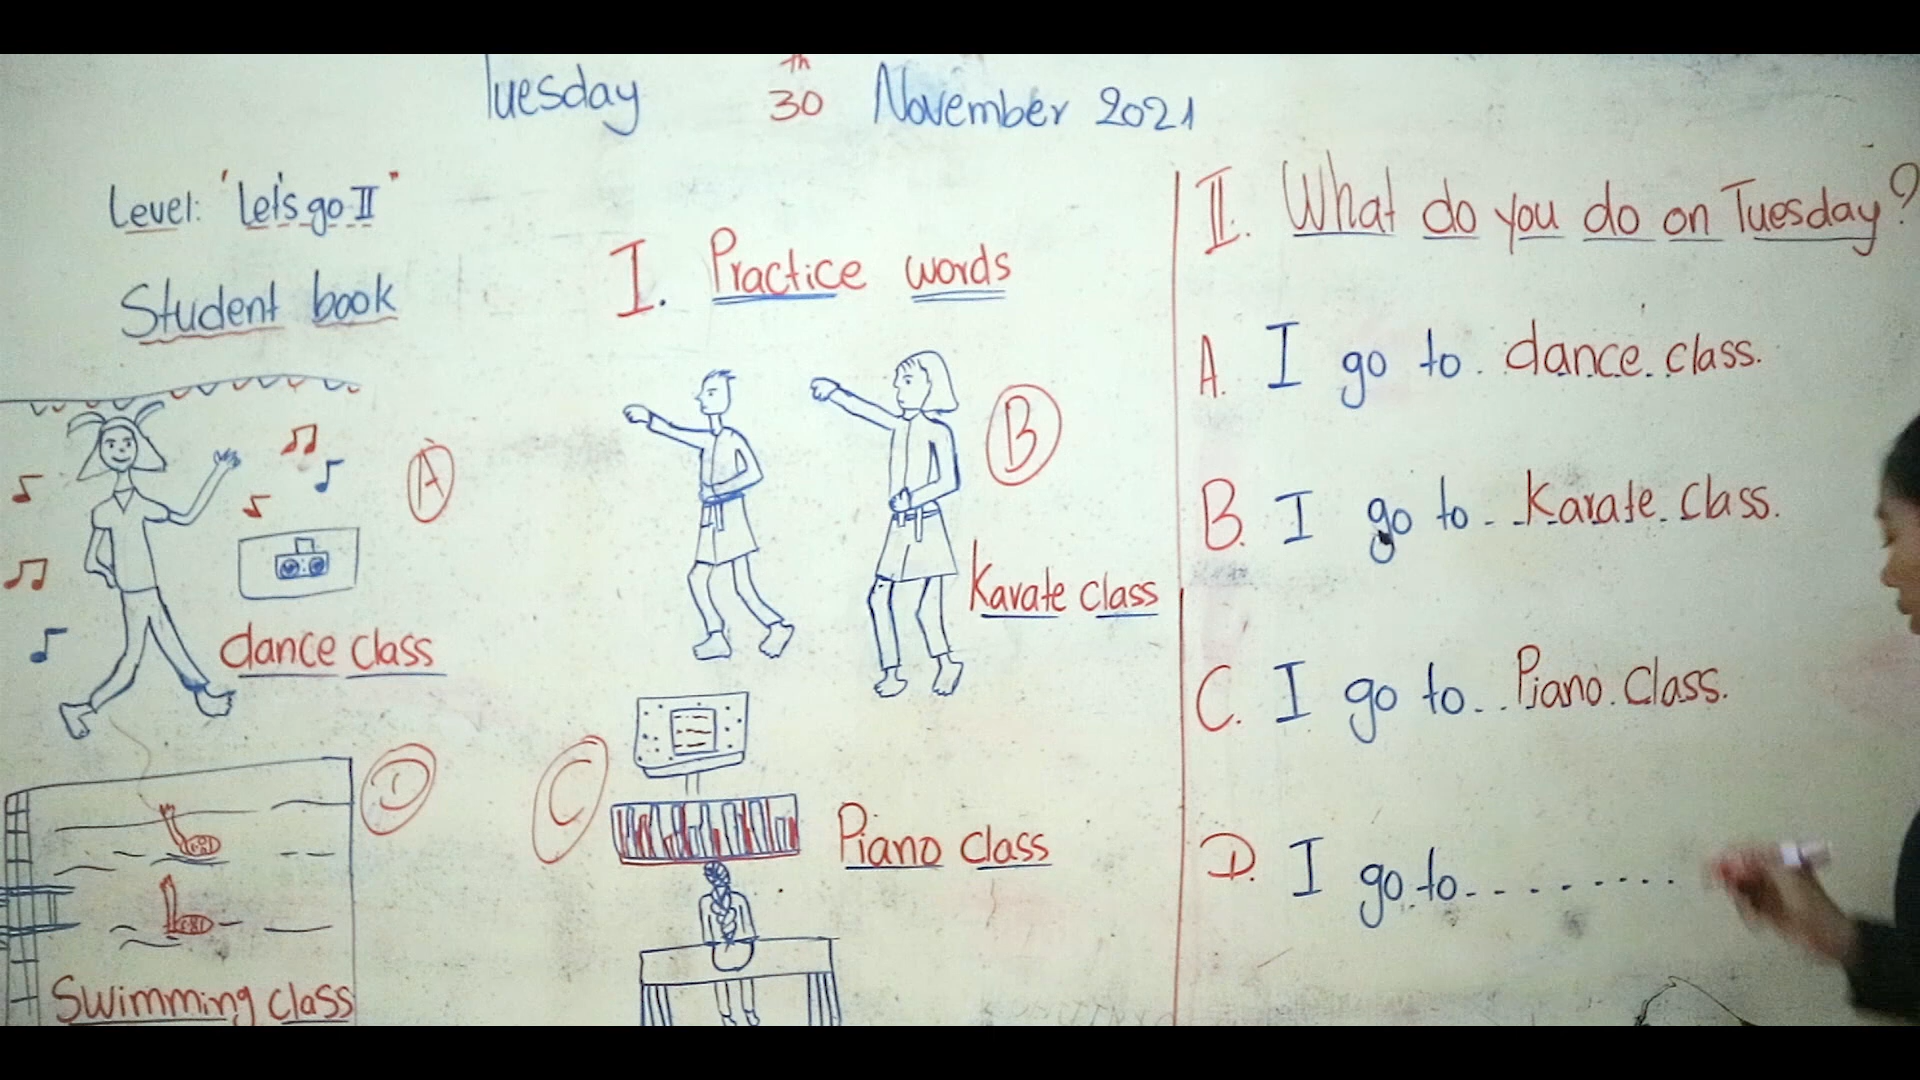 Tuesday 30th November 2021
Level: "Let's go II"
Student book
I. Practice words
A
dance class
B
Karate class
C
Piano class
D
Swimming class
II. What do you do on Tuesday?
A. I go to. dance class.
B. I go to.. Karate class.
C. I go to.. Piano class.
D. I go to.........